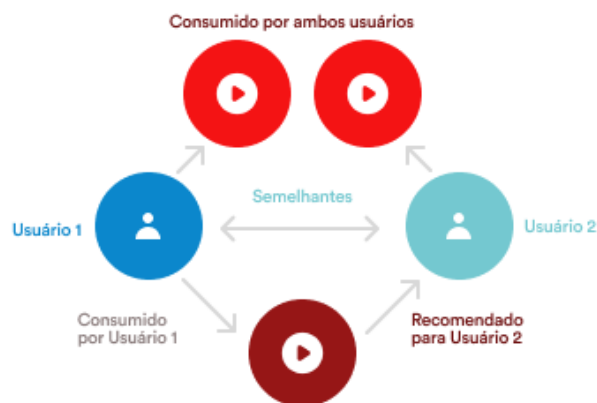 Consumido por ambos usuários
Semelhantes
Usuário 1
Usuário 2
Consumido
por Usuário 1
Recomendado
para Usuário 2